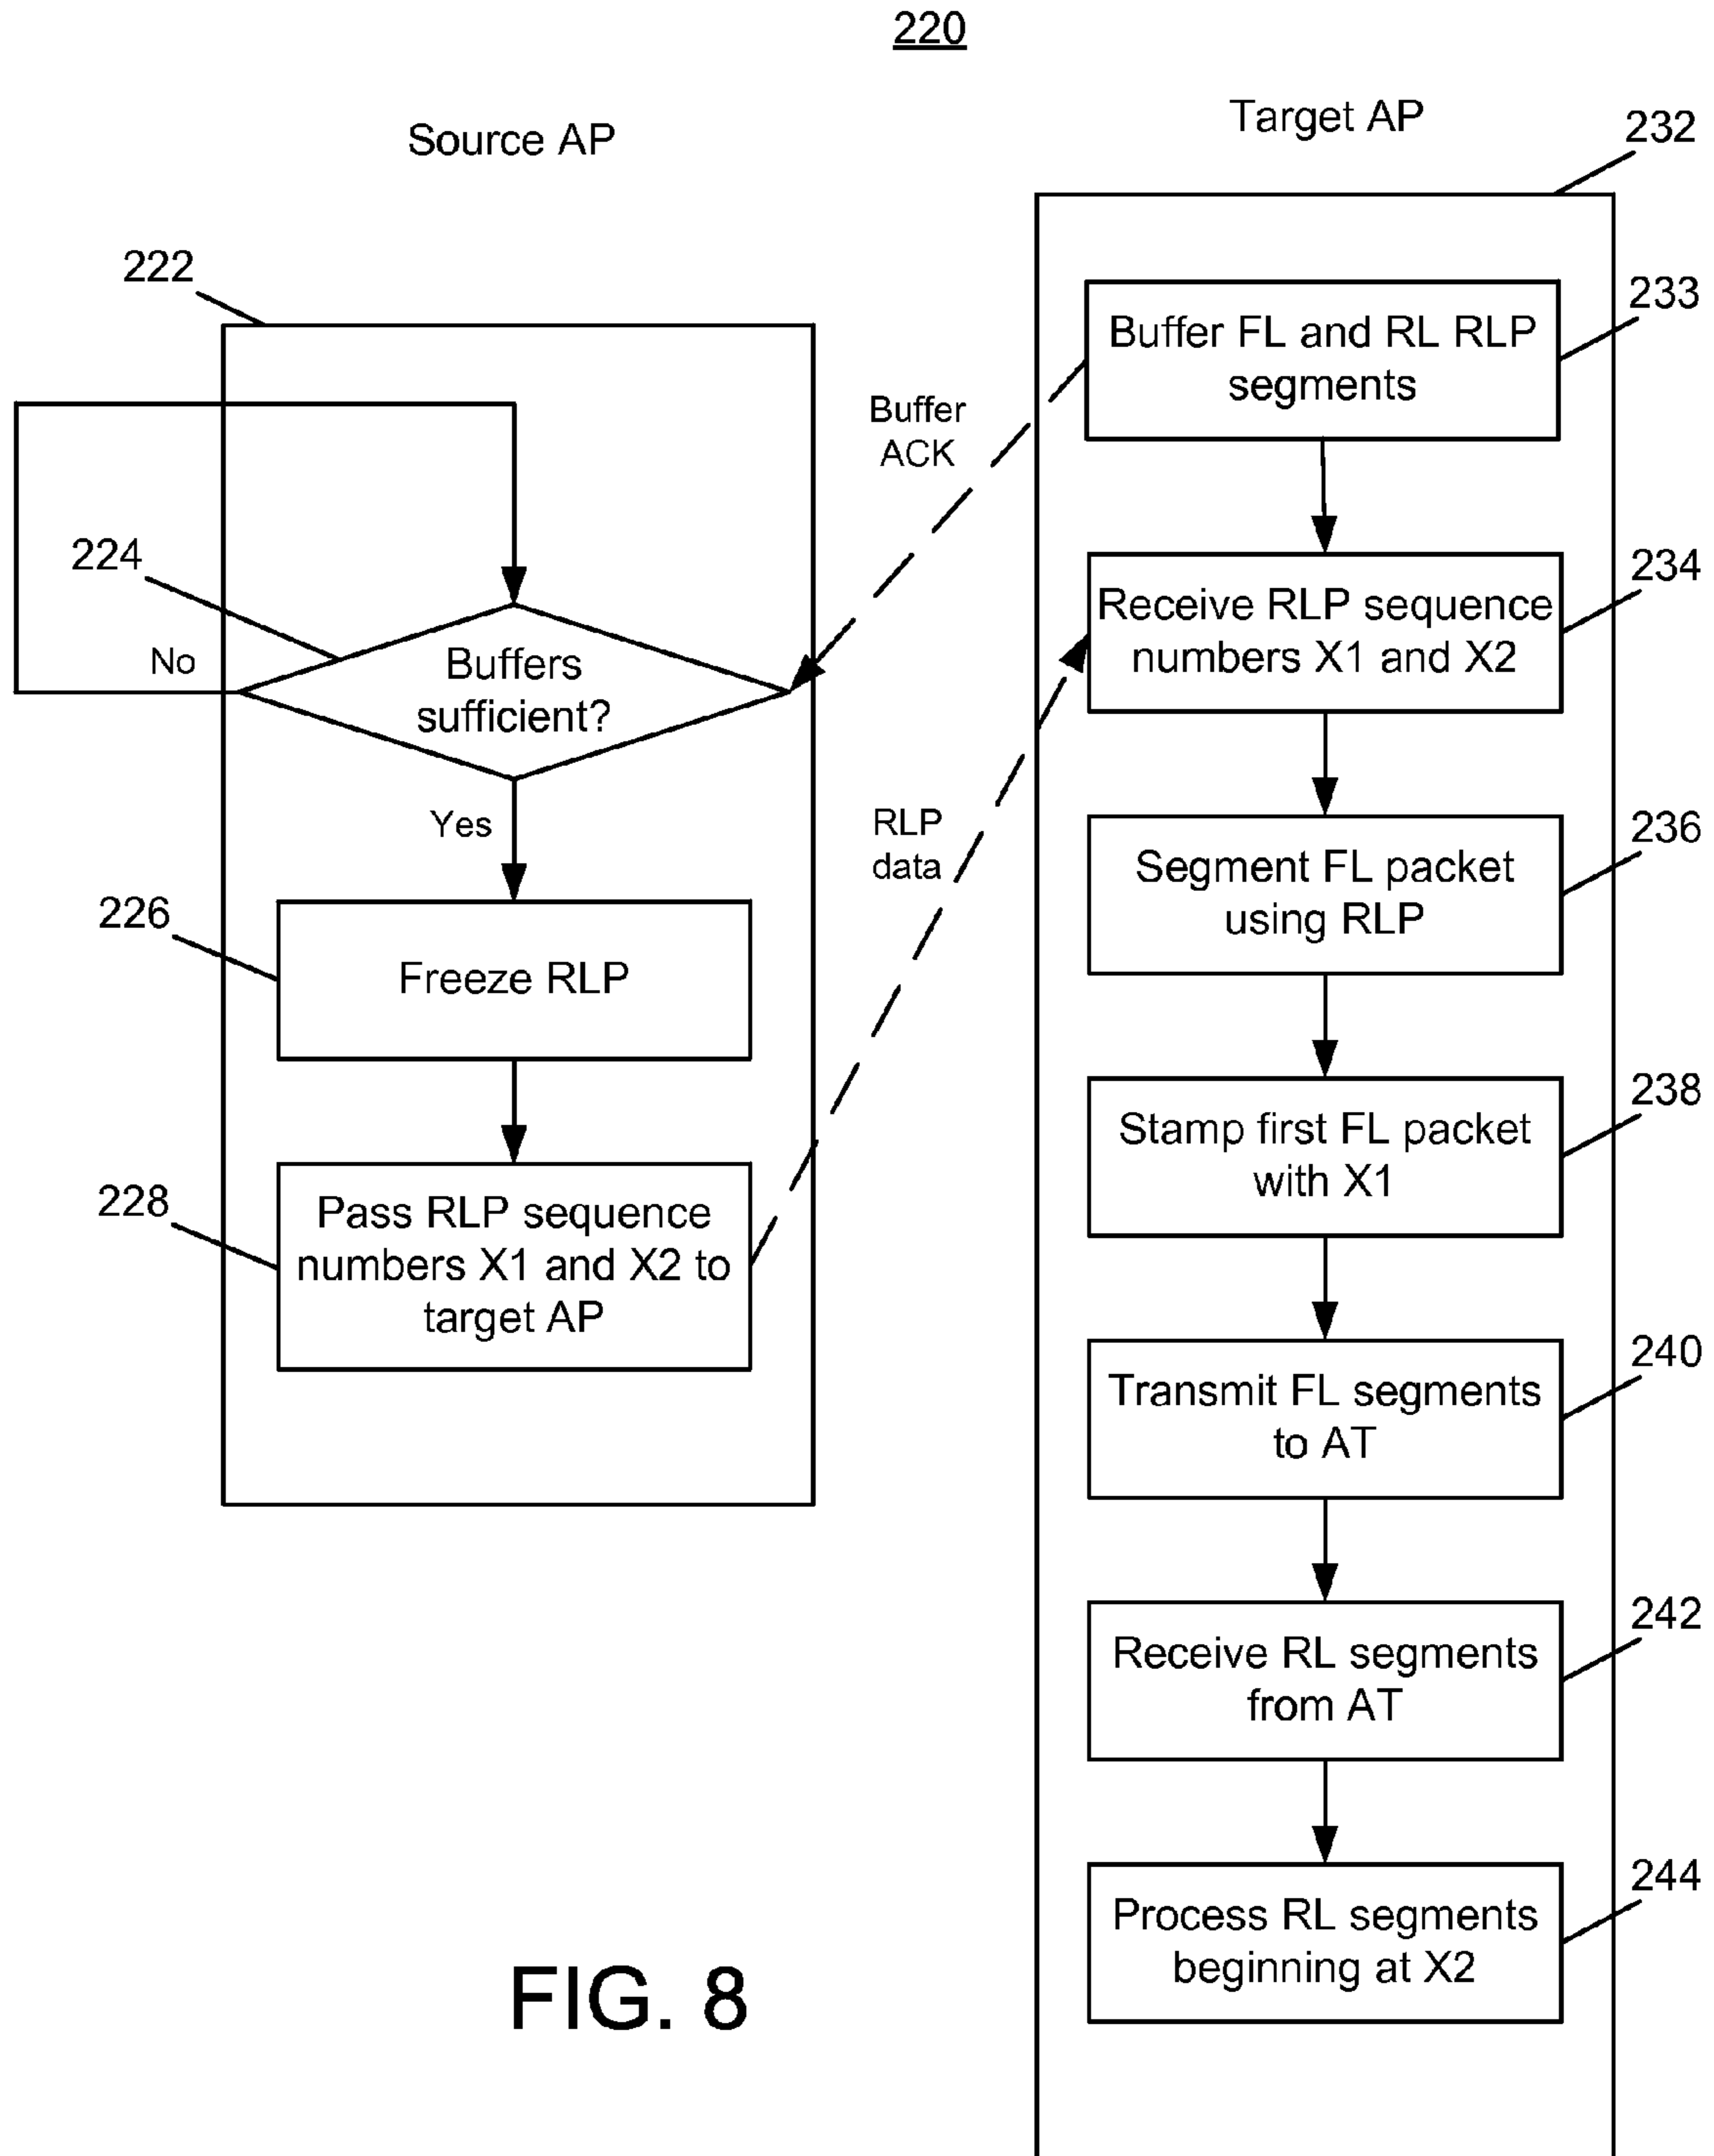 220
Source AP
Target AP
232
222
233
Buffer FL and RL RLP
segments
Buffer
ACK
224
234
Receive RLP sequence
numbers X1 and X2
No
Buffers
sufficient?
Yes
RLP
data
236
Segment FL packet
using RLP
226
Freeze RLP
238
Stamp first FL packet
with X1
228
Pass RLP sequence
numbers X1 and X2 to
target AP
240
Transmit FL segments
to AT
242
Receive RL segments
from AT
244
Process RL segments
beginning at X2
FIG. 8